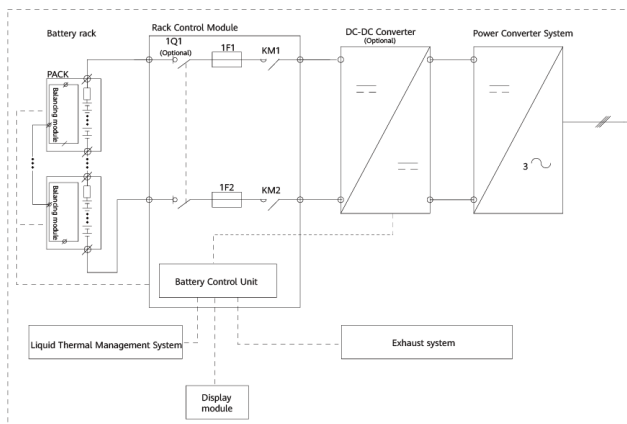 Battery rack
Rack Control Module
DC-DC Converter
(Optional)
Power Converter System
1Q1
(Optional)
1F1
KM1
PACK
Balancing module
Balancing module
1F2
KM2
3
Battery Control Unit
Liquid Thermal Management System
Exhaust system
Display
module